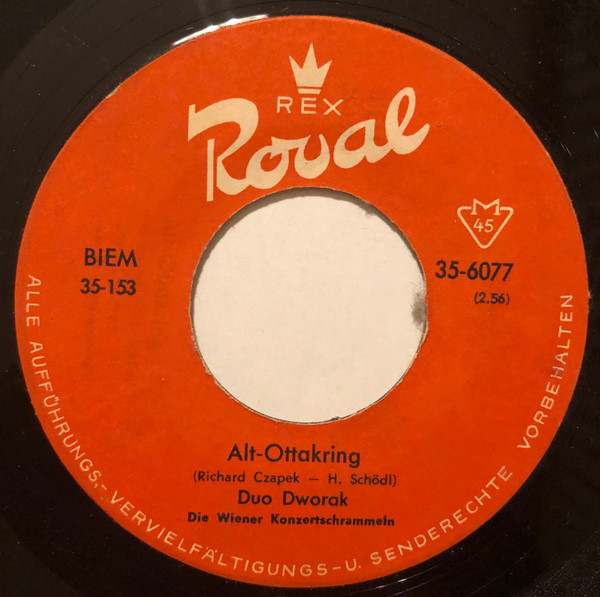 REX
Roval
BIEM
35-153
M
45
35-6077
(2.56)
Alt-Ottakring
(Richard Czapek — H. Schödl)
Duo Dworak
Die Wiener Konzertschrammeln
ALLE AUFFÜHRUNGS,- VERVIELFÄLTIGUNGS-U. SENDERECHTE VORBEHALTEN